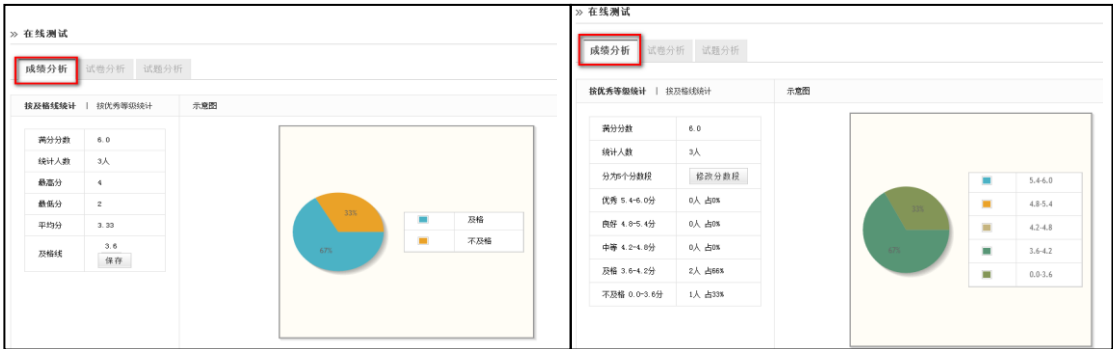 » 在线测试
成绩分析 试卷分析 试题分析
按及格线统计 | 按优秀等级统计 示意图
满分分数 6.0
统计人数 3人
最高分 4
最低分 2
平均分 3.33
及格线 3.6
保存
33%
67%
及格
不及格
» 在线测试
成绩分析 试卷分析 试题分析
按优秀等级统计 | 按及格线统计 示意图
满分分数 6.0
统计人数 3人
分为5个分数段 修改分数段
优秀 5.4-6.0分 0人 占0%
良好 4.8-5.4分 0人 占0%
中等 4.2-4.8分 0人 占0%
及格 3.6-4.2分 2人 占66%
不及格 0.0-3.6分 1人 占33%
33%
67%
5.4-6.0
4.8-5.4
4.2-4.8
3.6-4.2
0.0-3.6